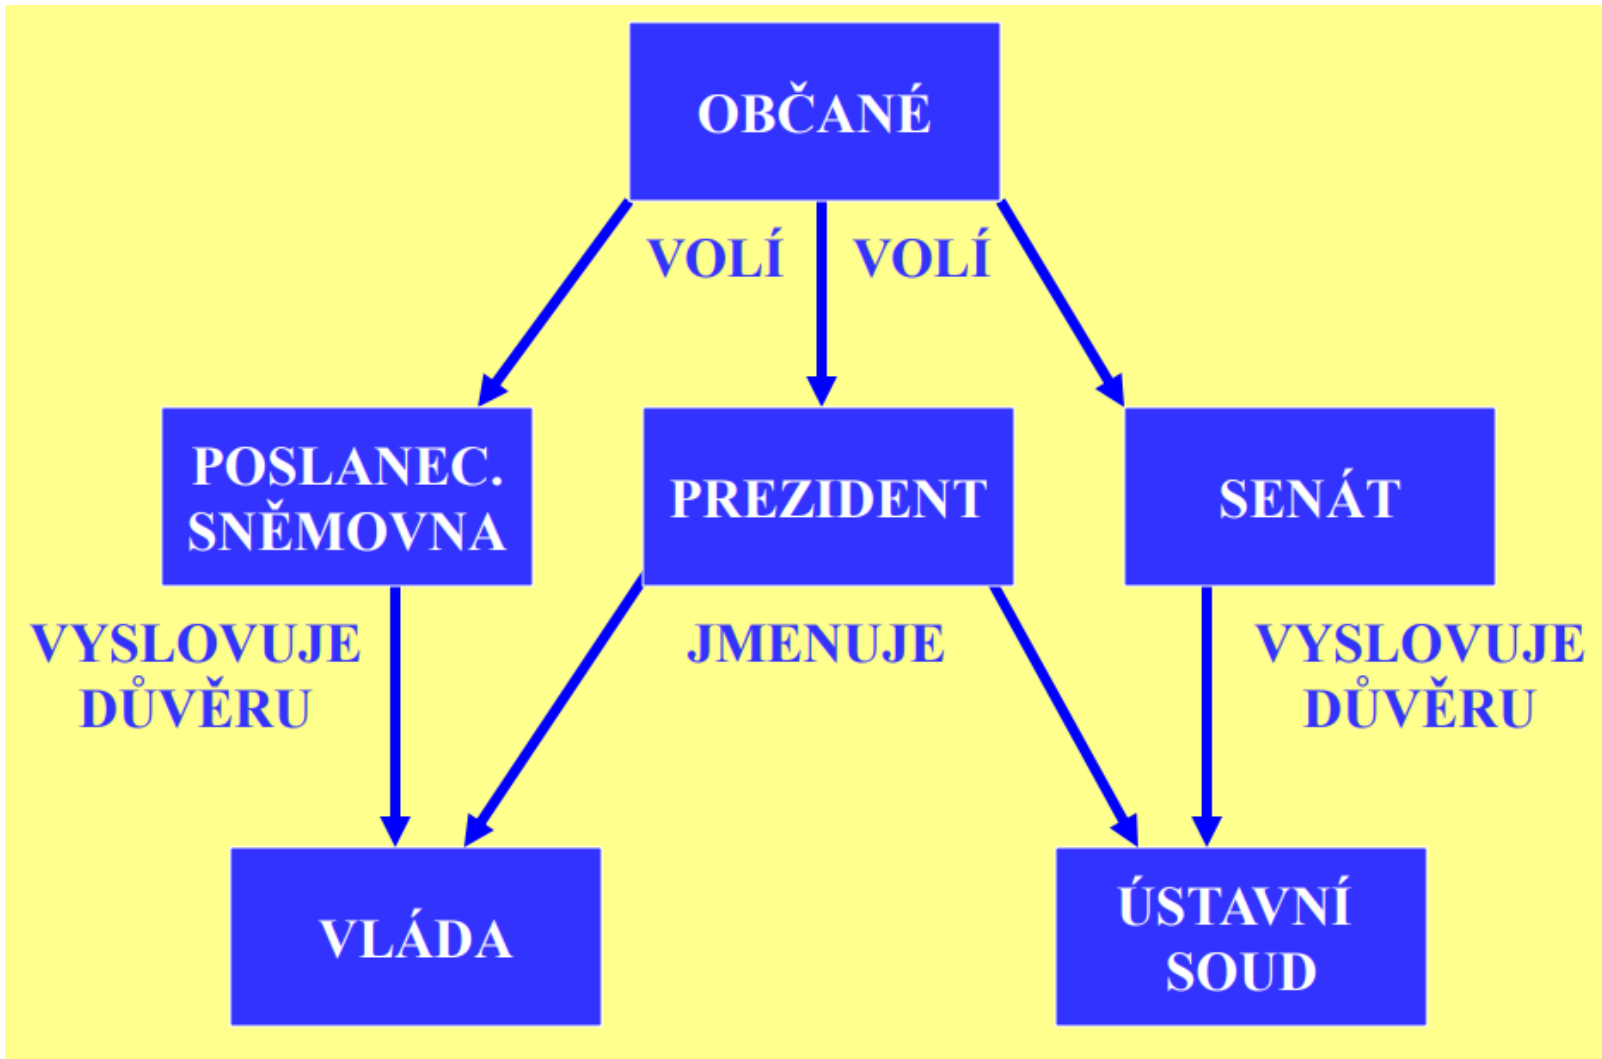 OBČANÉ
VOLÍ VOLÍ
POSLANEC.
SNĚMOVNA
PREZIDENT
SENÁT
VYSLOVUJE
DŮVĚRU
JMENUJE
VYSLOVUJE
DŮVĚRU
VLÁDA
ÚSTAVNÍ
SOUD